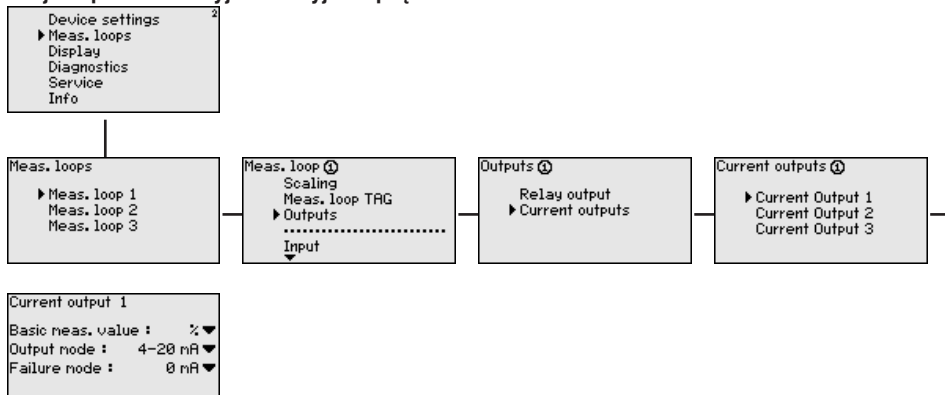 Device settings 2
Meas. loops
Display
Diagnostics
Service
Info
Meas. loops
Meas. loop 1
Meas. loop 2
Meas. loop 3
Meas. loop ①
Scaling
Meas. loop TAG
Outputs
Input
Outputs ①
Relay output
Current outputs
Current outputs ①
Current Output 1
Current Output 2
Current Output 3
Current output 1
Basic meas. value : %
Output mode : 4-20 mA
Failure mode : 0 mA